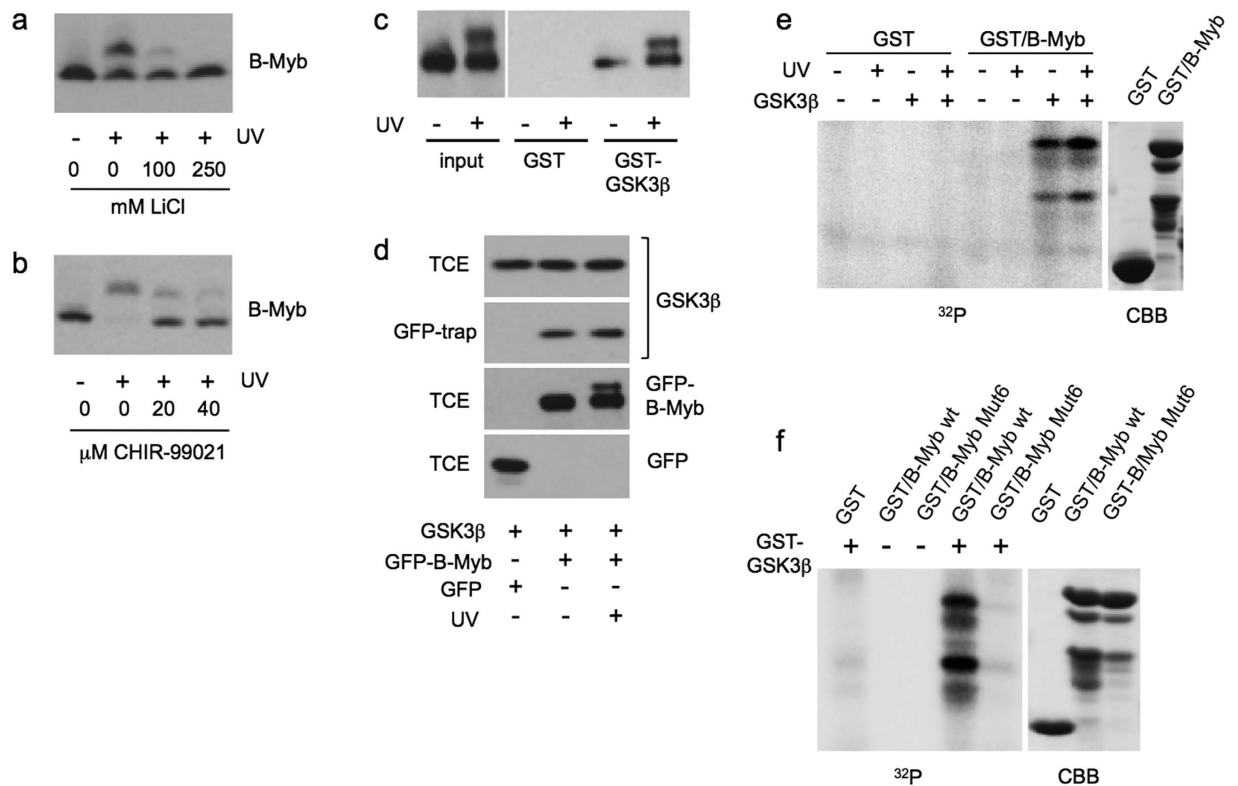 a
B-Myb
- + + + UV
0 0 100 250
mM LiCl
b
B-Myb
- + + + UV
0 0 20 40
μM CHIR-99021
c
UV - + - + - +
input GST GST-
GSK3β
d
TCE
GFP-trap
GSK3β
TCE
GFP-
B-Myb
TCE GFP
GSK3β + + +
GFP-B-Myb - + +
GFP + - -
UV - - +
e
GST GST/B-Myb
UV - + - + - + - +
GSK3β - - + + - - + +
GST
GST/B-Myb
32P
CBB
f
GST
GST/B-Myb wt
GST/B-Myb Mut6
GST/B-Myb wt
GST/B-Myb Mut6
GST
GST/B-Myb wt
GST-B/Myb Mut6
GST-
GSK3β
+ - - + +
32P
CBB